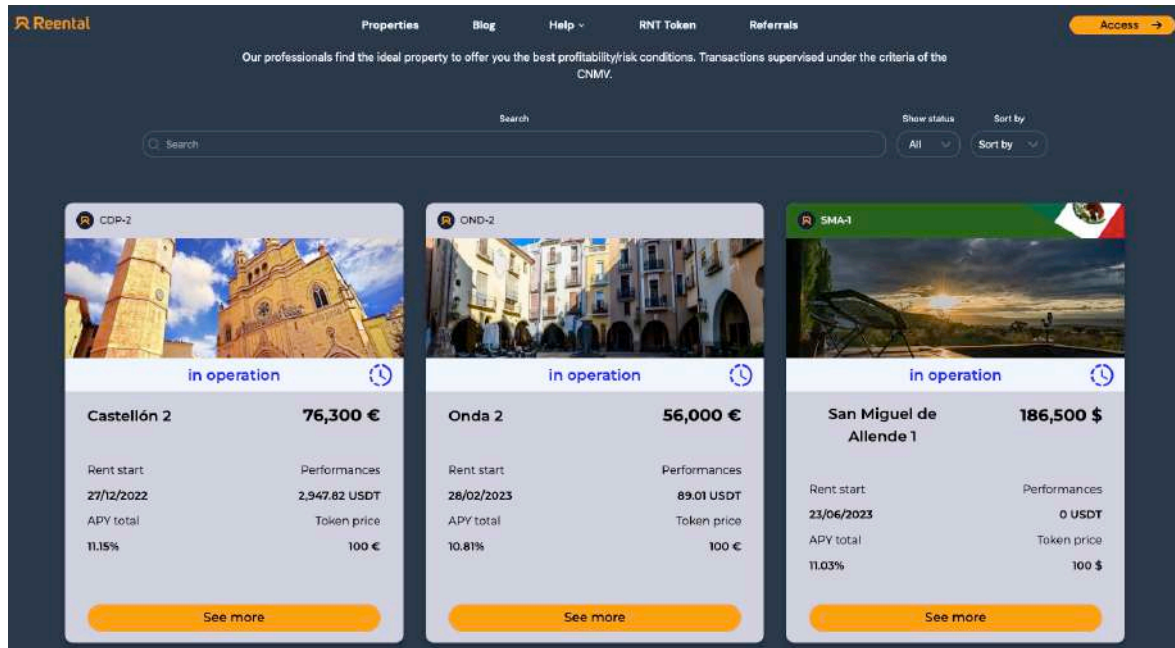 Reental
Properties
Blog
Help
RNT Token
Referrals
Access →
Our professionals find the ideal property to offer you the best profitability/risk conditions. Transactions supervised under the criteria of the
CNMV.
Search
Show status
Sort by
Search
All
Sort by
CDP-2
in operation
Castellón 2
76,300 €
Rent start
Performances
27/12/2022
2,947.82 USDT
APY total
Token price
11.15%
100 €
See more
OND-2
in operation
Onda 2
56,000 €
Rent start
Performances
28/02/2023
89.01 USDT
APY total
Token price
10.81%
100 €
See more
SMA-1
in operation
San Miguel de
Allende 1
186,500 $
Rent start
Performances
23/06/2023
0 USDT
APY total
Token price
11.03%
100 $
See more